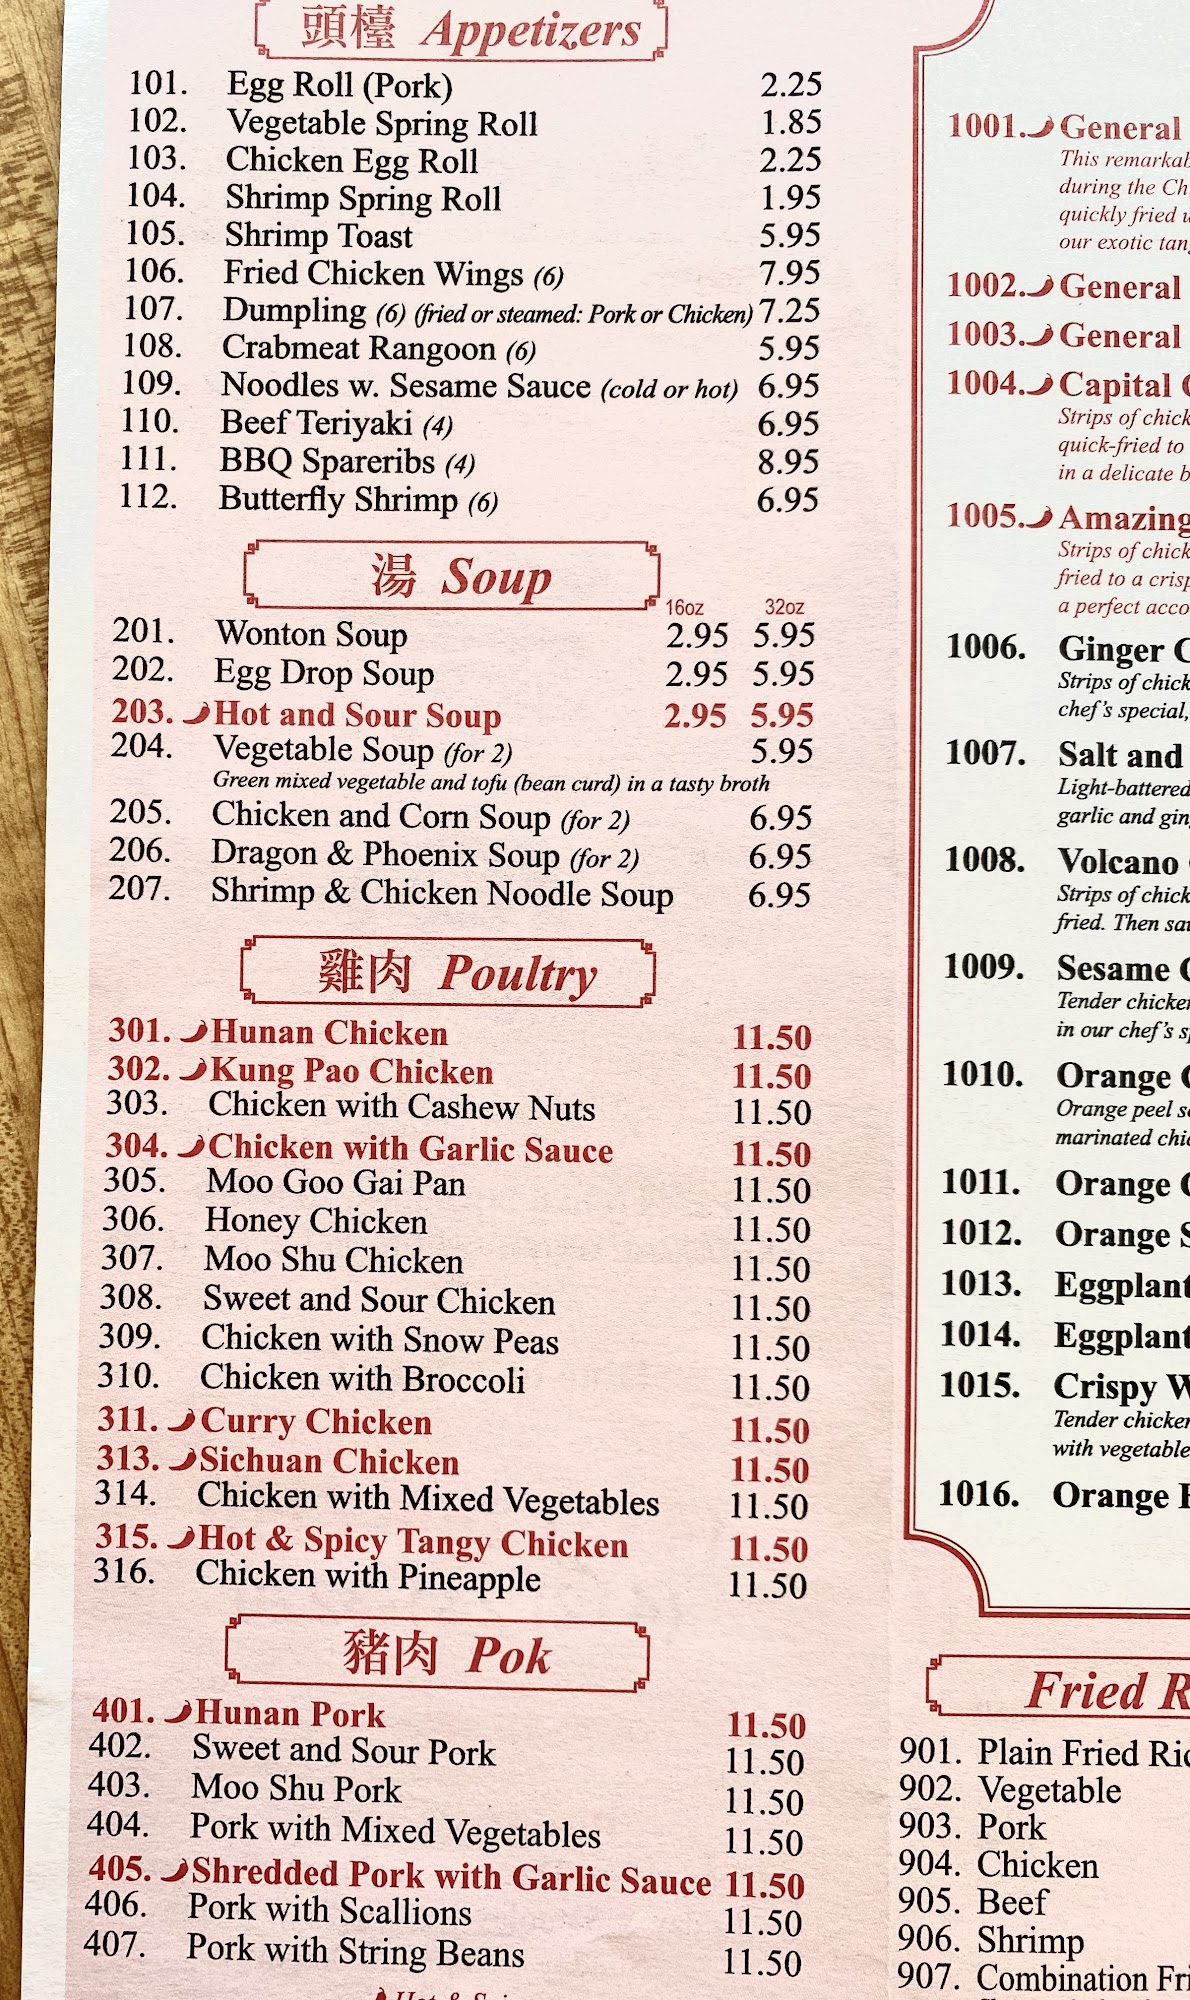 頭檯 Appetizers
101. Egg Roll (Pork) 2.25
102. Vegetable Spring Roll 1.85
103. Chicken Egg Roll 2.25
104. Shrimp Spring Roll 1.95
105. Shrimp Toast 5.95
106. Fried Chicken Wings (6) 7.95
107. Dumpling (6) (fried or steamed: Pork or Chicken) 7.25
108. Crabmeat Rangoon (6) 5.95
109. Noodles w. Sesame Sauce (cold or hot) 6.95
110. Beef Teriyaki (4) 6.95
111. BBQ Spareribs (4) 8.95
112. Butterfly Shrimp (6) 6.95
湯 Soup
16oz 32oz
201. Wonton Soup 2.95 5.95
202. Egg Drop Soup 2.95 5.95
203. Hot and Sour Soup 2.95 5.95
204. Vegetable Soup (for 2) 5.95
Green mixed vegetable and tofu (bean curd) in a tasty broth
205. Chicken and Corn Soup (for 2) 6.95
206. Dragon & Phoenix Soup (for 2) 6.95
207. Shrimp & Chicken Noodle Soup 6.95
雞肉 Poultry
301. Hunan Chicken 11.50
302. Kung Pao Chicken 11.50
303. Chicken with Cashew Nuts 11.50
304. Chicken with Garlic Sauce 11.50
305. Moo Goo Gai Pan 11.50
306. Honey Chicken 11.50
307. Moo Shu Chicken 11.50
308. Sweet and Sour Chicken 11.50
309. Chicken with Snow Peas 11.50
310. Chicken with Broccoli 11.50
311. Curry Chicken 11.50
313. Sichuan Chicken 11.50
314. Chicken with Mixed Vegetables 11.50
315. Hot & Spicy Tangy Chicken 11.50
316. Chicken with Pineapple 11.50
豬肉 Pok
401. Hunan Pork 11.50
402. Sweet and Sour Pork 11.50
403. Moo Shu Pork 11.50
404. Pork with Mixed Vegetables 11.50
405. Shredded Pork with Garlic Sauce 11.50
406. Pork with Scallions 11.50
407. Pork with String Beans 11.50
Hot &
1001. General
This
during the
quickly fried
our exotic
1002. General
1003. General
1004. Capital
Strips of
quick-fried to
in a delicate
1005. Amazing
Strips of
fried to a
a perfect
1006. Ginger
Strips of
chef's special,
1007. Salt and
Light-battered
garlic and
1008. Volcano
Strips of
fried. Then
1009. Sesame
Tender
in our chef's
1010. Orange
Orange peel
marinated
1011. Orange
1012. Orange
1013. Eggplant
1014. Eggplant
1015. Crispy
Tender
with vegetable
1016. Orange
Fried
901. Plain Fried
902. Vegetable
903. Pork
904. Chicken
905. Beef
906. Shrimp
907. Combination